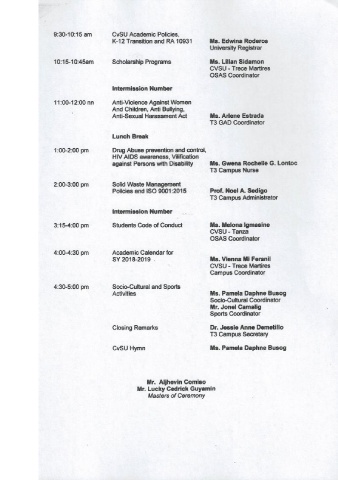 9:30-10:15 am CvSU Academic Policies,
K-12 Transition and RA 10931 Ms. Edwina Roderos
University Registrar
10:15-10:45am Scholarship Programs Ms. Lilian Sidamon
CVSU - Trece Martires
OSAS Coordinator
Intermission Number
11:00-12:00 nn Anti-Violence Against Women
And Children, Anti Bullying,
Anti-Sexual Harassment Act Ms. Arlene Estrada
T3 GAD Coordinator
Lunch Break
1:00-2:00 pm Drug Abuse prevention and control,
HIV AIDS awareness, Vilification
against Persons with Disability Ms. Gwena Rochelle G. Lontoc
T3 Campus Nurse
2:00-3:00 pm Solid Waste Management
Policies and ISO 9001:2015 Prof. Noel A. Sedigo
T3 Campus Administrator
Intermission Number
3:15-4:00 pm Students Code of Conduct Ms. Melona Igmasine
CVSU - Tanza
OSAS Coordinator
4:00-4:30 pm Academic Calendar for
SY 2018-2019 Ms. Vienna Mi Feranil
CVSU - Trece Martires
Campus Coordinator
4:30-5:00 pm Socio-Cultural and Sports
Activities Ms. Pamela Daphne Busog
Socio-Cultural Coordinator
Mr. Jonel Camalig
Sports Coordinator
Closing Remarks Dr. Jessie Anne Demetillo
T3 Campus Secretary
CvSU Hymn Ms. Pamela Daphne Busog
Mr. Aljhevin Comiso
Mr. Lucky Cedrick Guyamin
Masters of Ceremony